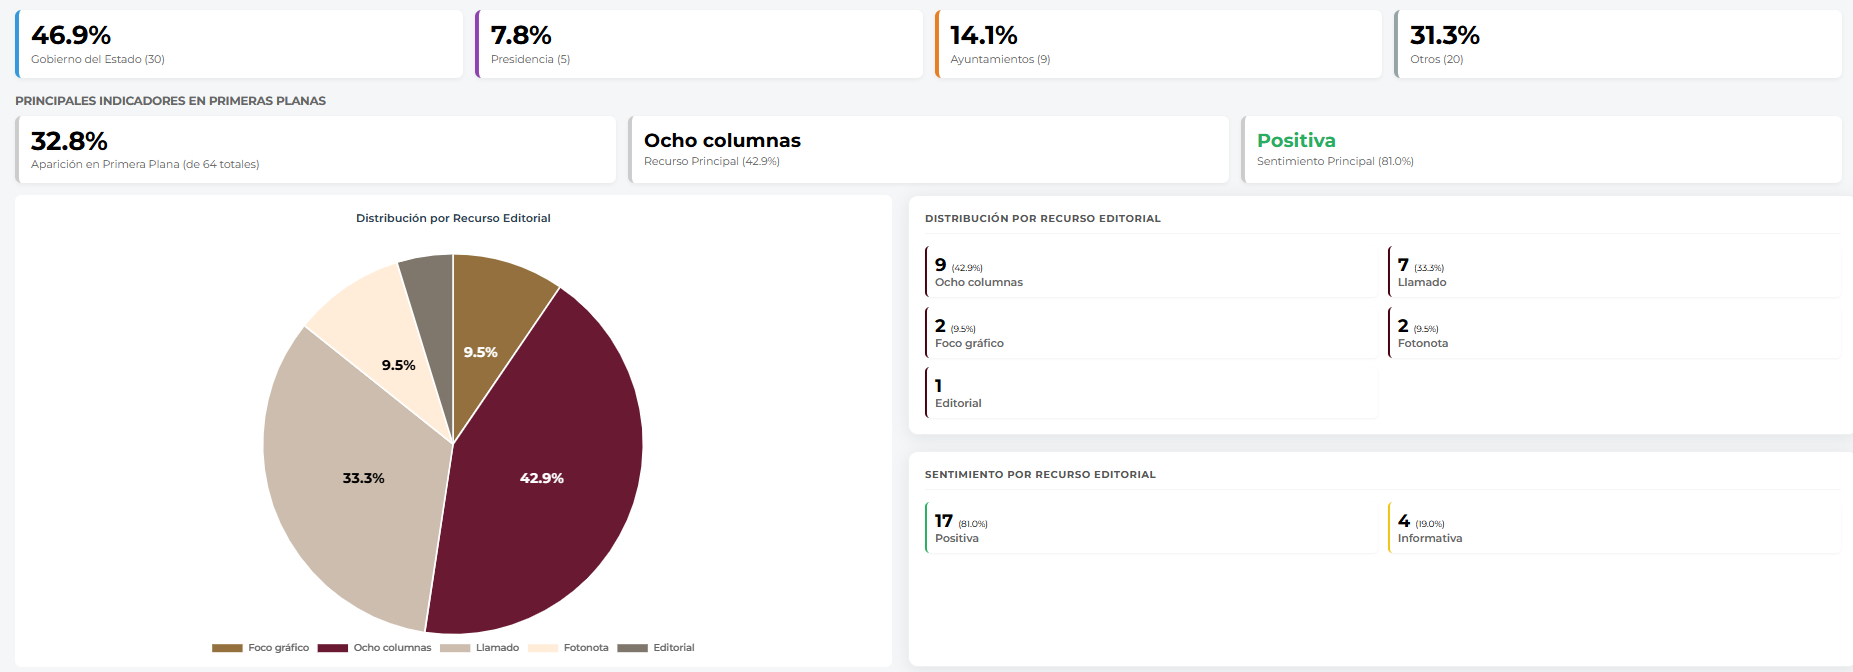 46.9%
Gobierno del Estado (30)
7.8%
Presidencia (5)
14.1%
Ayuntamientos (9)
31.3%
Otros (20)
PRINCIPALES INDICADORES EN PRIMERAS PLANAS
32.8%
Aparición en Primera Plana (de 64 totales)
Ocho columnas
Recurso Principal (42.9%)
Positiva
Sentimiento Principal (81.0%)
Distribución por Recurso Editorial
9.5%
9.5%
33.3%
42.9%
Foco gráfico Ocho columnas Llamado Fotonota Editorial
DISTRIBUCIÓN POR RECURSO EDITORIAL
9 (42.9%)
Ocho columnas
7 (33.3%)
Llamado
2 (9.5%)
Foco gráfico
2 (9.5%)
Fotonota
1
Editorial
SENTIMIENTO POR RECURSO EDITORIAL
17 (81.0%)
Positiva
4 (19.0%)
Informativa